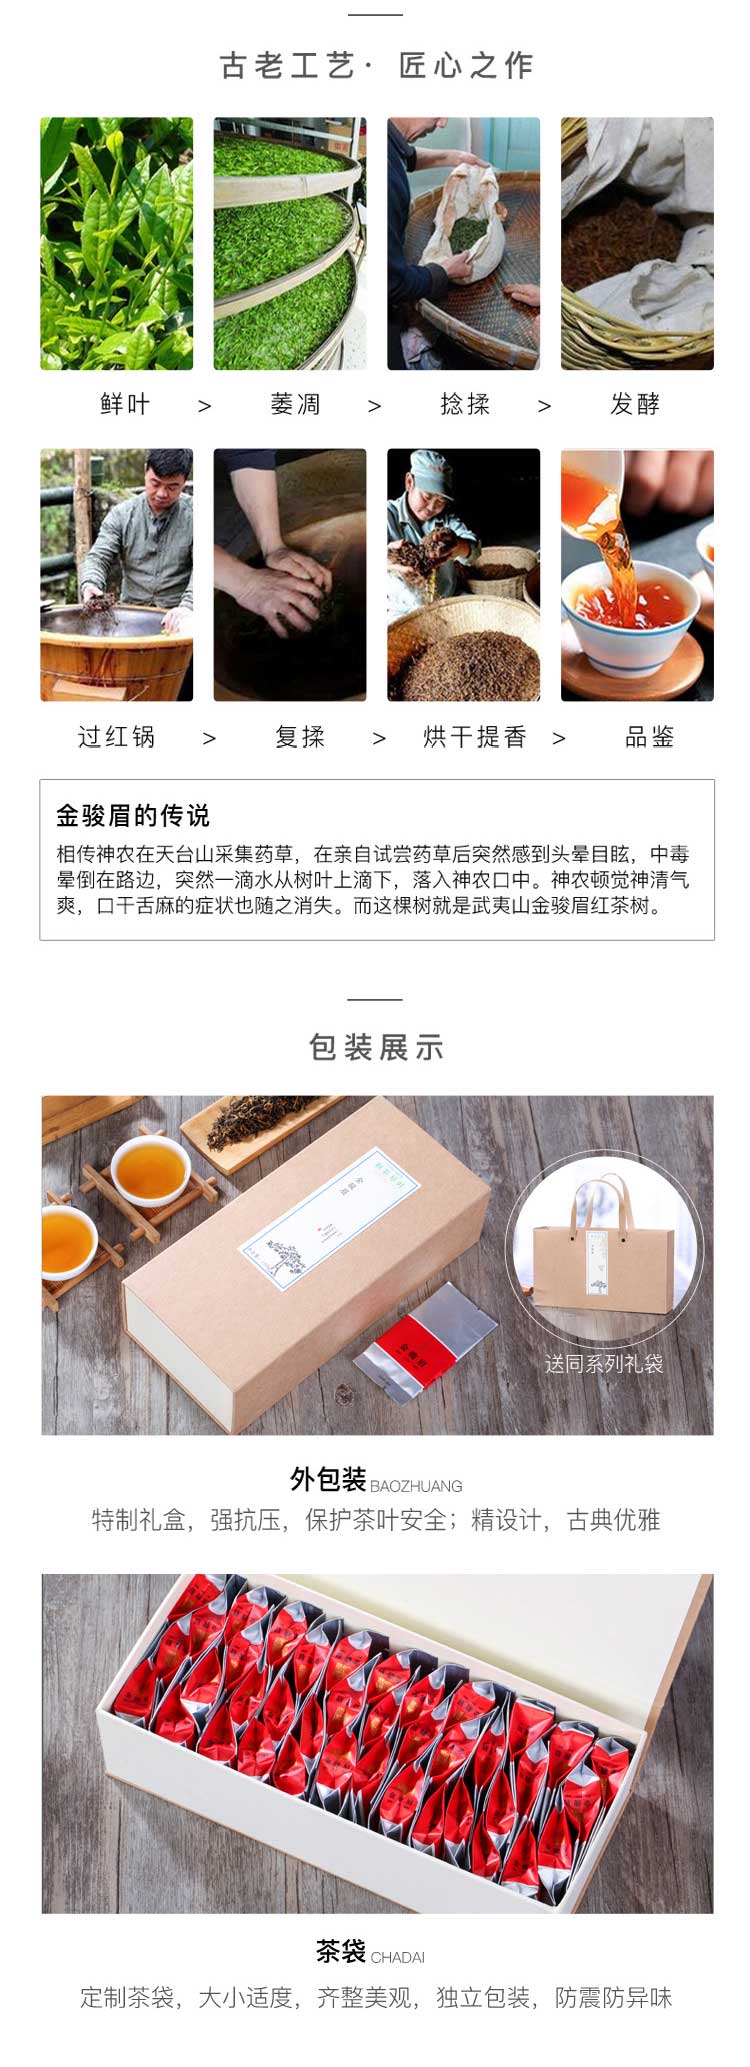 古老工艺· 匠心之作
鲜叶 > 萎凋 > 捻揉 > 发酵
过红锅 > 复揉 > 烘干提香 > 品鉴
金骏眉的传说
相传神农在天台山采集药草，在亲自试尝药草后突然感到头晕目眩，中毒
晕倒在路边，突然一滴水从树叶上滴下，落入神农口中。神农顿觉神清气
爽，口干舌麻的症状也随之消失。而这棵树就是武夷山金骏眉红茶树。
包装展示
金骏眉
金骏眉
送同系列礼袋
外包装 BAOZHUANG
特制礼盒，强抗压，保护茶叶安全；精设计，古典优雅
茶袋 CHADAI
定制茶袋，大小适度，齐整美观，独立包装，防震防异味